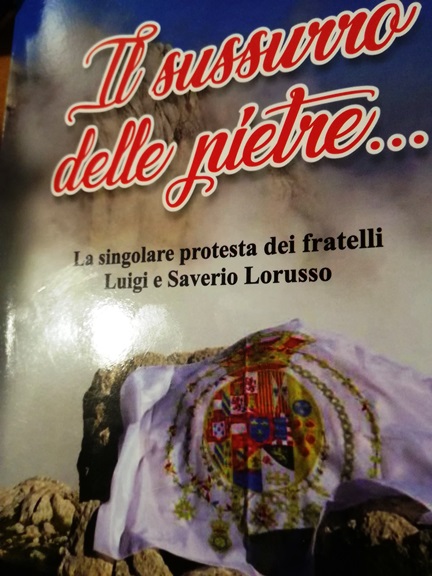 Il sussurro
delle pietre...
La singolare protesta dei fratelli
Luigi e Saverio Lorusso